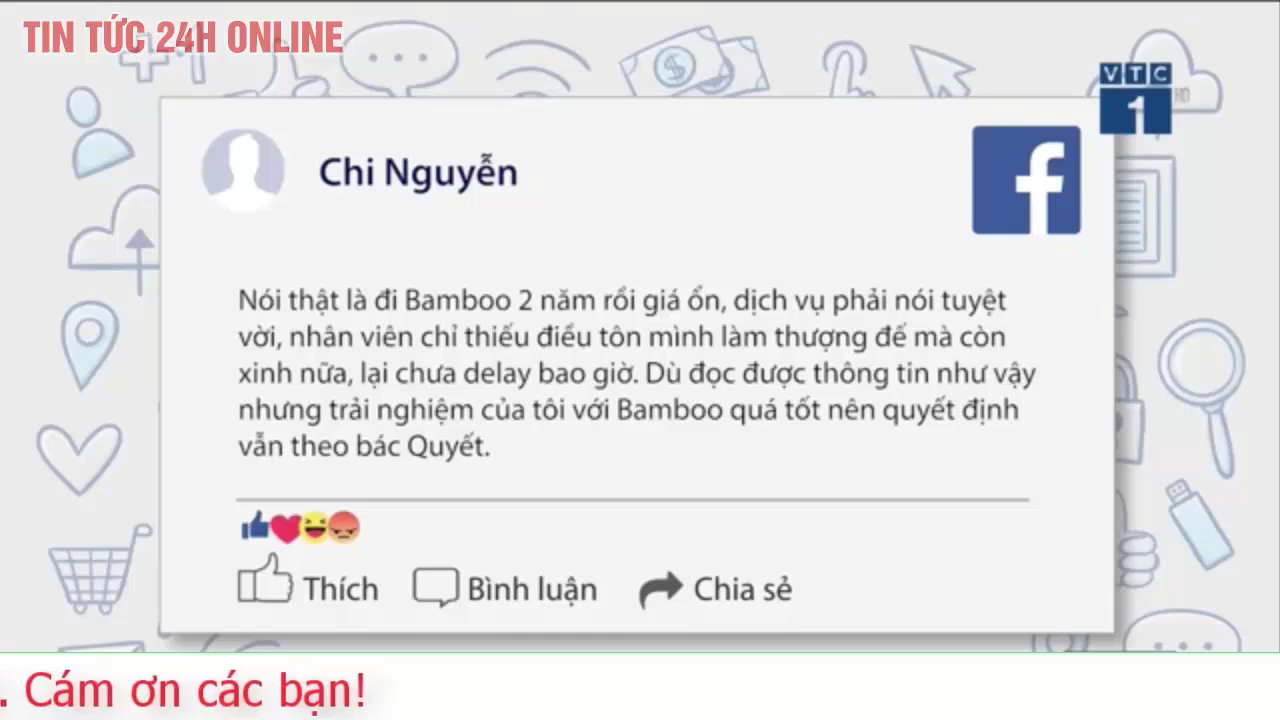 TIN TỨC 24H ONLINE
VTC
HD
1
Chi Nguyễn
f
Nói thật là đi Bamboo 2 năm rồi giá ổn, dịch vụ phải nói tuyệt
vời, nhân viên chỉ thiếu điều tôn mình làm thượng đế mà còn
xinh nữa, lại chưa delay bao giờ. Dù đọc được thông tin như vậy
nhưng trải nghiệm của tôi với Bamboo quá tốt nên quyết định
vẫn theo bác Quyết.
Thích Bình luận Chia sẻ
. Cám ơn các bạn!